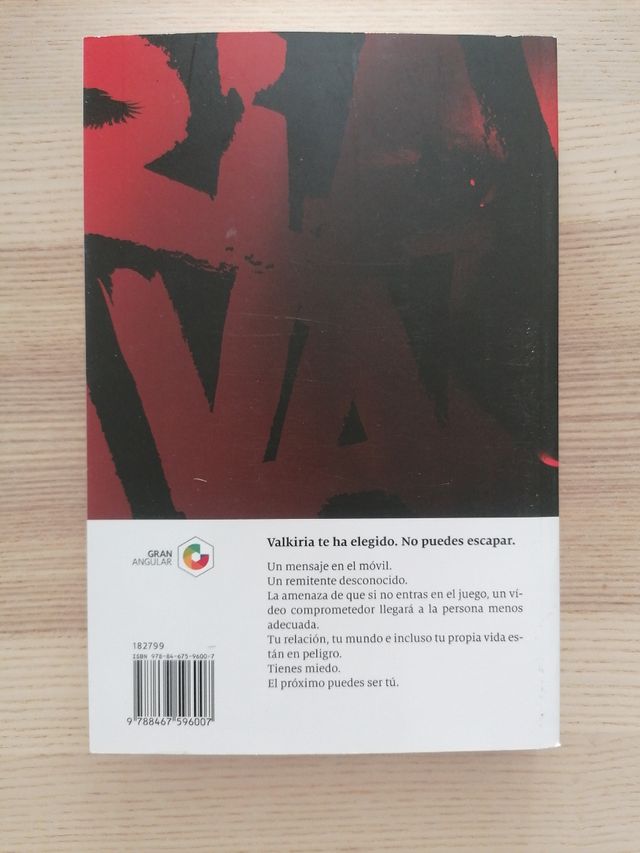 RIA
VA
Valkiria te ha elegido. No puedes escapar.
GRAN
ANGULAR
Un mensaje en el móvil.
Un remitente desconocido.
La amenaza de que si no entras en el juego, un ví-
deo comprometedor llegará a la persona menos
adecuada.
Tu relación, tu mundo e incluso tu propia vida es-
tán en peligro.
Tienes miedo.
El próximo puedes ser tú.
182799
ISBN 978-84-675-9600-7
9 788467 596007